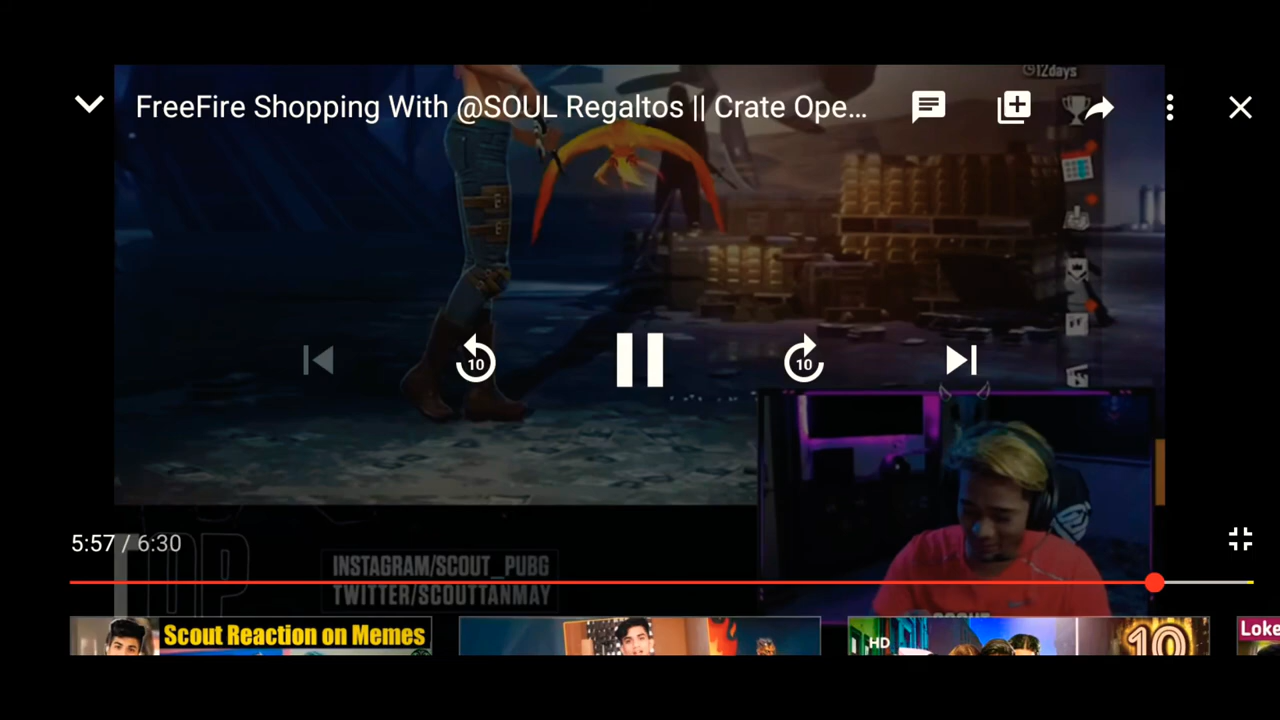 12days
FreeFire Shopping With @SOUL Regaltos || Crate Ope...
10
10
5:57 / 6:30
INSTAGRAM/SCOUT_PUBG
TWITTER/SCOUTTANMAY
Scout Reaction on Memes
HD
10
Loke